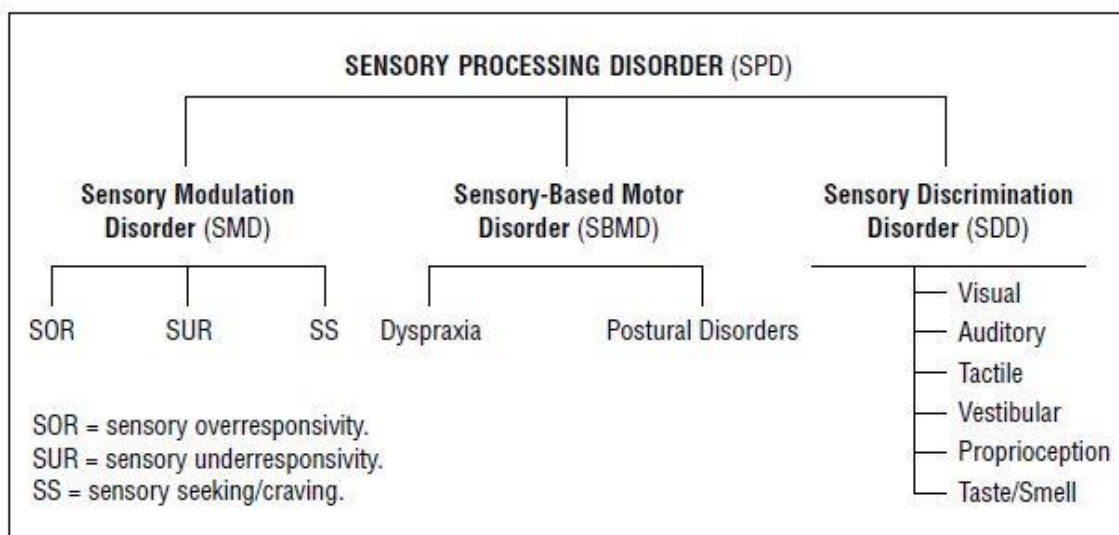 SENSORY PROCESSING DISORDER (SPD)
Sensory Modulation
Disorder (SMD)
Sensory-Based Motor
Disorder (SBMD)
Sensory Discrimination
Disorder (SDD)
SOR
SUR
SS
Dyspraxia
Postural Disorders
Visual
Auditory
Tactile
Vestibular
Proprioception
Taste/Smell
SOR = sensory overresponsivity.
SUR = sensory underresponsivity.
SS = sensory seeking/craving.